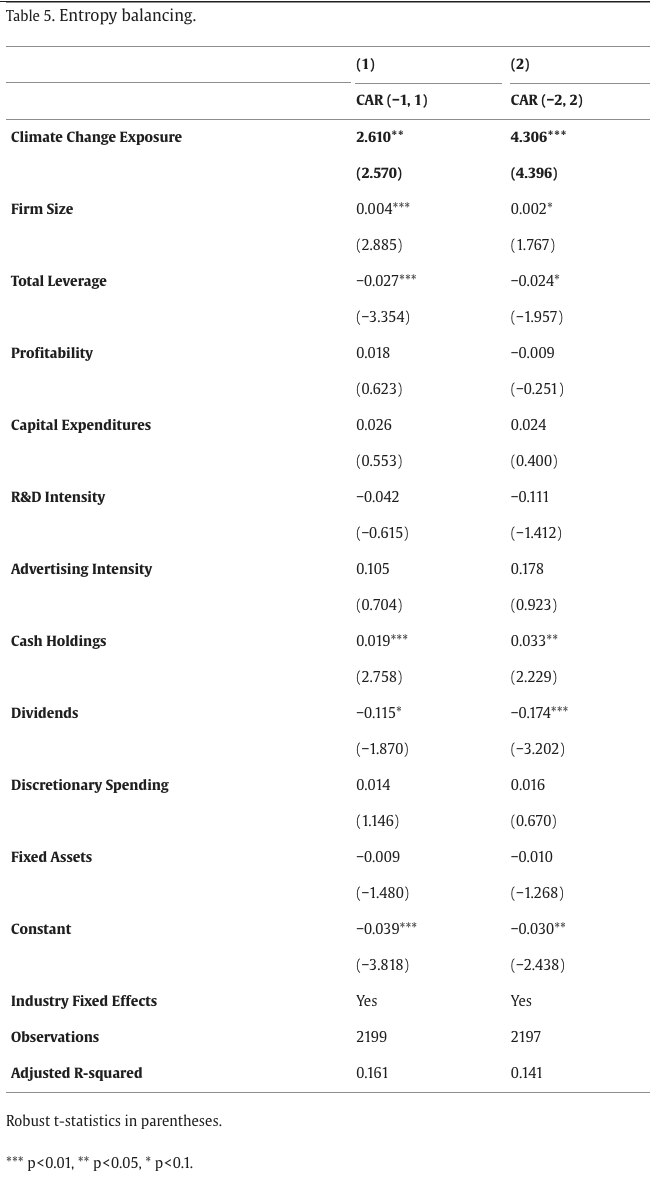 Table 5. Entropy balancing.
(1) (2)
CAR (−1, 1) CAR (−2, 2)
Climate Change Exposure 2.610** 4.306***
(2.570) (4.396)
Firm Size 0.004*** 0.002*
(2.885) (1.767)
Total Leverage −0.027*** −0.024*
(−3.354) (−1.957)
Profitability 0.018 −0.009
(0.623) (−0.251)
Capital Expenditures 0.026 0.024
(0.553) (0.400)
R&D Intensity −0.042 −0.111
(−0.615) (−1.412)
Advertising Intensity 0.105 0.178
(0.704) (0.923)
Cash Holdings 0.019*** 0.033**
(2.758) (2.229)
Dividends −0.115* −0.174***
(−1.870) (−3.202)
Discretionary Spending 0.014 0.016
(1.146) (0.670)
Fixed Assets −0.009 −0.010
(−1.480) (−1.268)
Constant −0.039*** −0.030**
(−3.818) (−2.438)
Industry Fixed Effects Yes Yes
Observations 2199 2197
Adjusted R-squared 0.161 0.141
Robust t-statistics in parentheses.
*** p<0.01, ** p<0.05, * p<0.1.